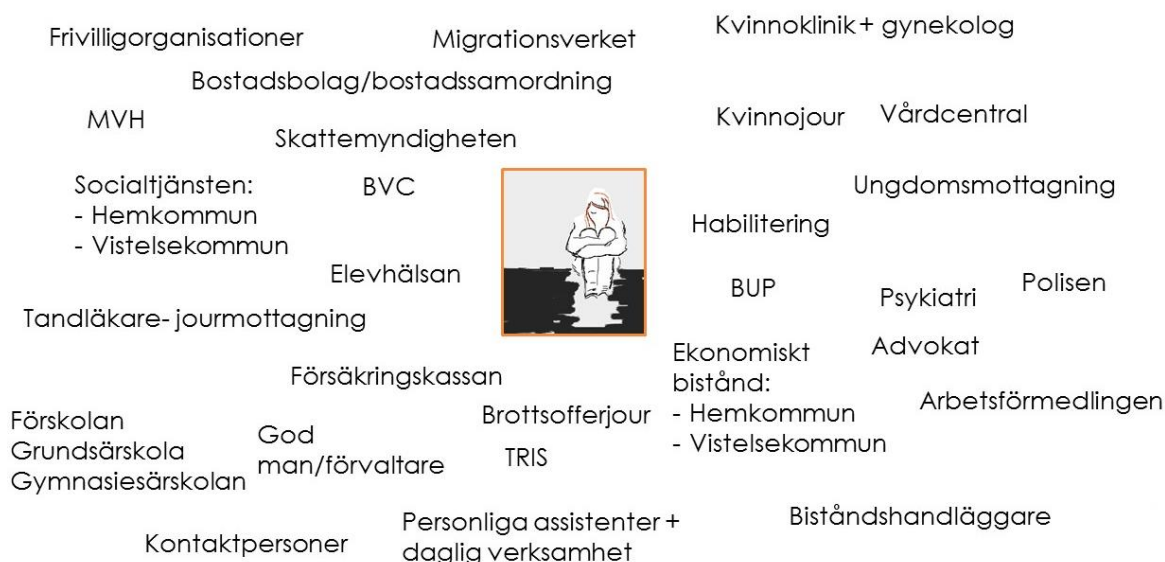 Frivilligorganisationer
Migrationsverket
Kvinnoklinik + gynekolog
Bostadsbolag/bostadssamordning
MVH
Skattemyndigheten
Kvinnojour
Vårdcentral
Socialtjänsten:
- Hemkommun
- Vistelsekommun
BVC
Ungdomsmottagning
Habilitering
Elevhälsan
BUP
Psykiatri
Polisen
Tandläkare- jourmottagning
Advokat
Försäkringskassan
Ekonomiskt
bistånd:
- Hemkommun
- Vistelsekommun
Arbetsförmedlingen
Förskolan
Grundsärskola
Gymnasiesärskolan
God
man/förvaltare
Brottsofferjour
TRIS
Kontaktpersoner
Personliga assistenter +
daglig verksamhet
Biståndshandläggare